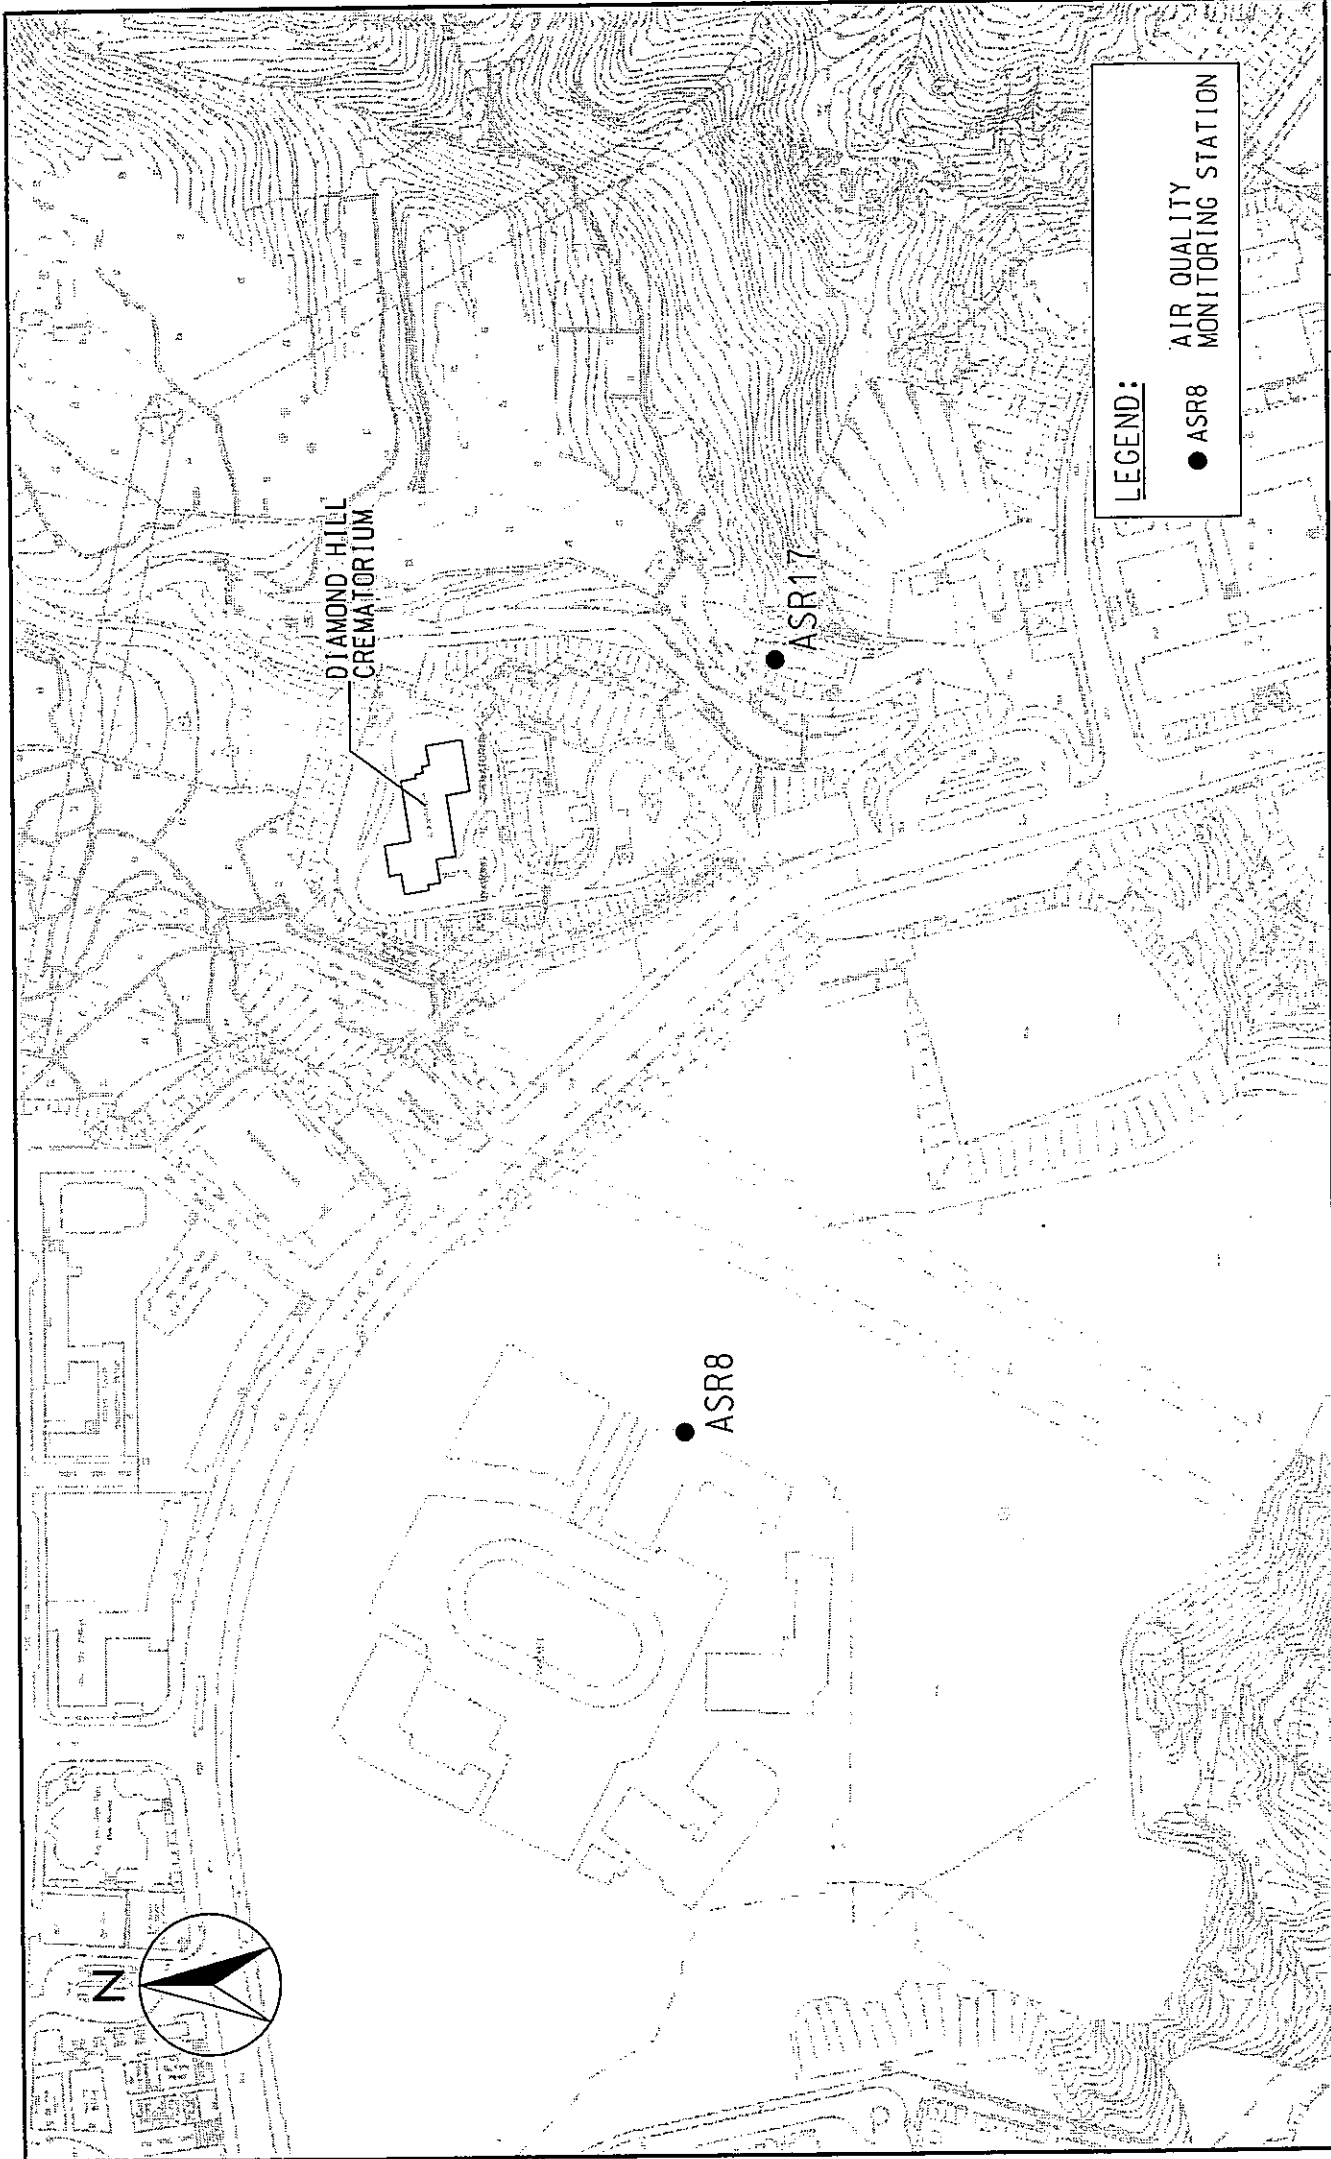 N
DIAMOND HILL
CREMATORIUM
ASR8
ASR17
LEGEND:
● ASR8 AIR QUALITY
MONITORING STATION